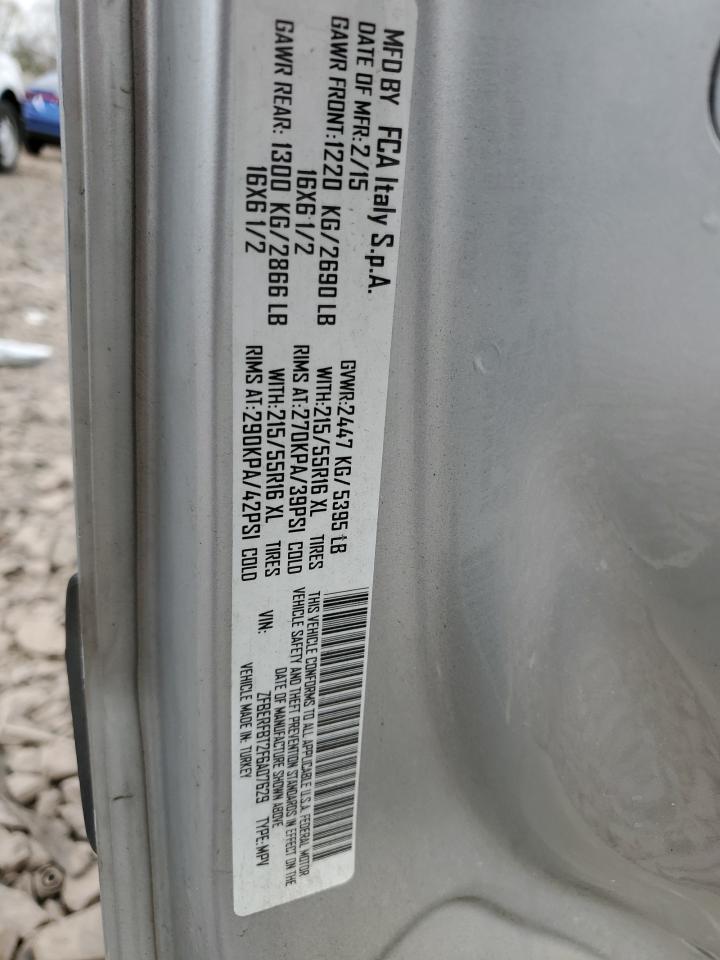 MFD BY FCA Italy S.p.A.
DATE OF MFR:2/15 GVWR:2447 KG/ 5395 LB
GAWR FRONT:1220 KG/2690 LB WITH:215/55R16 XL TIRES
16X6 1/2 RIMS AT:270KPA/39PSI COLD
GAWR REAR: 1300 KG/2866 LB WITH:215/55R16 XL TIRES
16X6 1/2 RIMS AT:290KPA/42PSI COLD
THIS VEHICLE CONFORMS TO ALL APPLICABLE U.S.A. FEDERAL MOTOR
VEHICLE SAFETY AND THEFT PREVENTION STANDARDS IN EFFECT ON THE
DATE OF MANUFACTURE SHOWN ABOVE
VIN: ZFBERFBT2F6A07629 TYPE:MPV
VEHICLE MADE IN: TURKEY